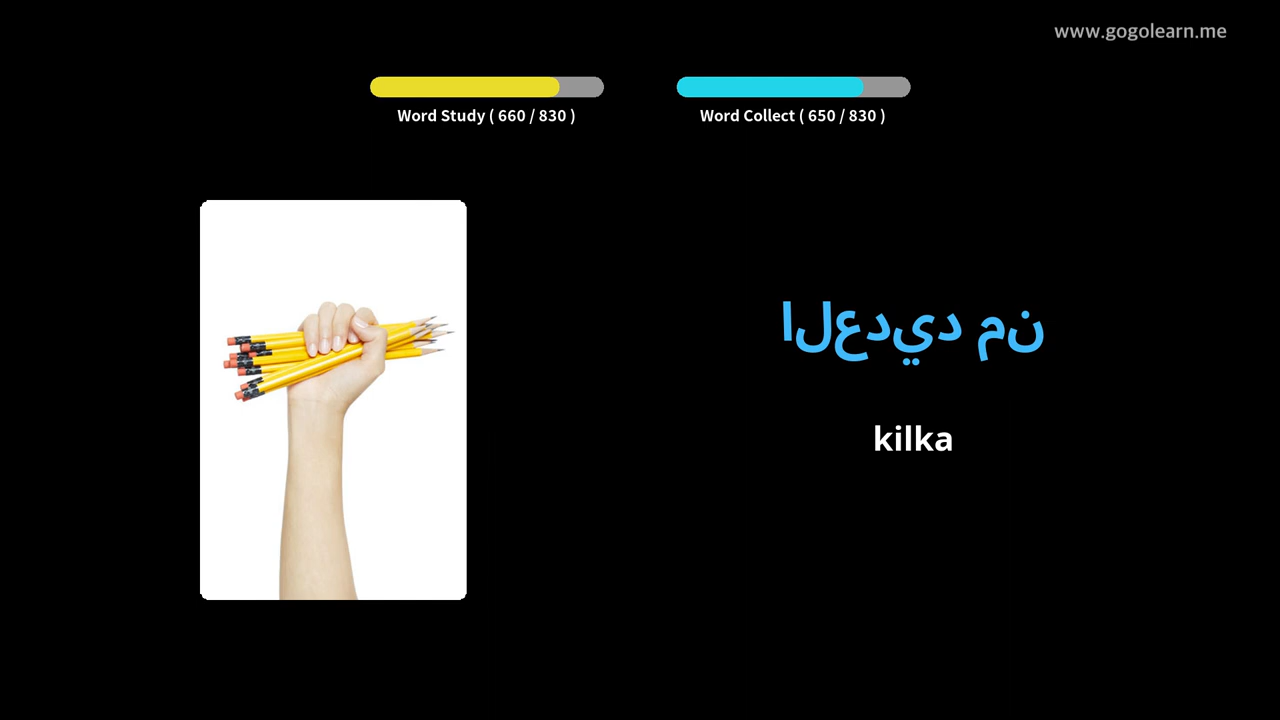 www.gogolearn.me
Word Study ( 660 / 830 )
Word Collect ( 650 / 830 )
العديد من
kilka